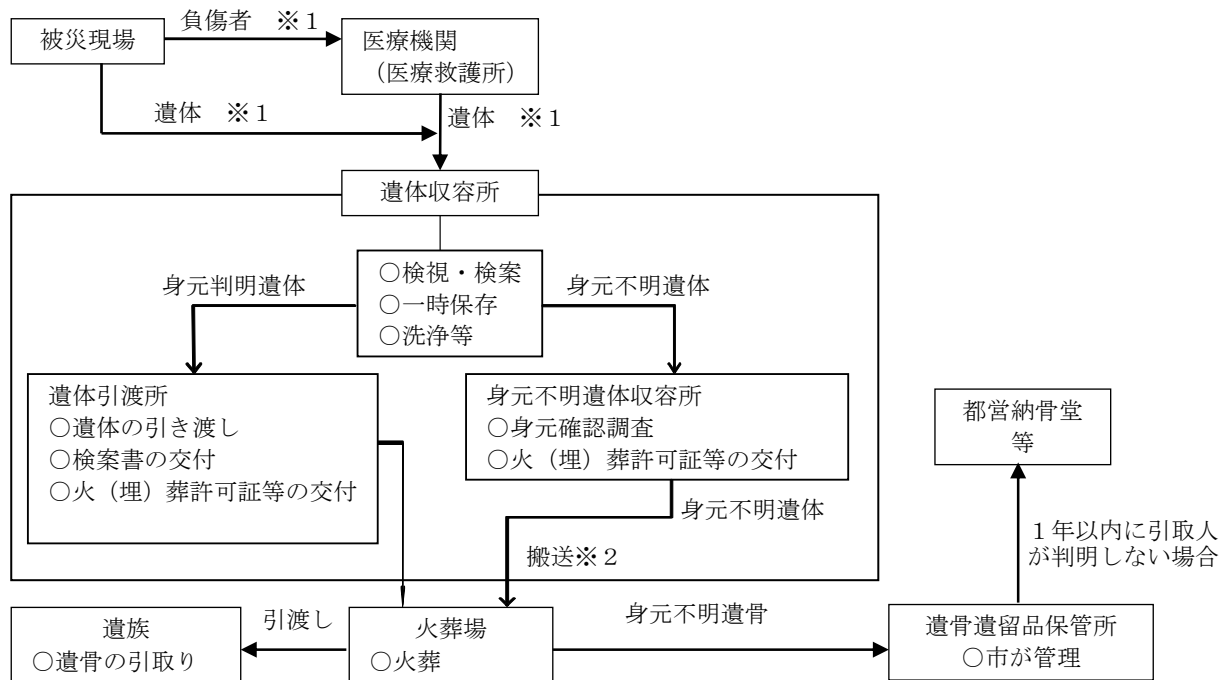 負傷者　※１
被災現場
医療機関
（医療救護所）
遺体　※１
遺体　※１
遺体収容所
○検視・検案
○一時保存
○洗浄等
身元判明遺体
身元不明遺体
遺体引渡所
○遺体の引き渡し
○検案書の交付
○火（埋）葬許可証等の交付
身元不明遺体収容所
○身元確認調査
○火（埋）葬許可証等の交付
都営納骨堂
等
身元不明遺体
搬送※２
１年以内に引取人
が判明しない場合
遺族
○遺骨の引取り
引渡し
火葬場
○火葬
身元不明遺骨
遺骨遺留品保管所
○市が管理